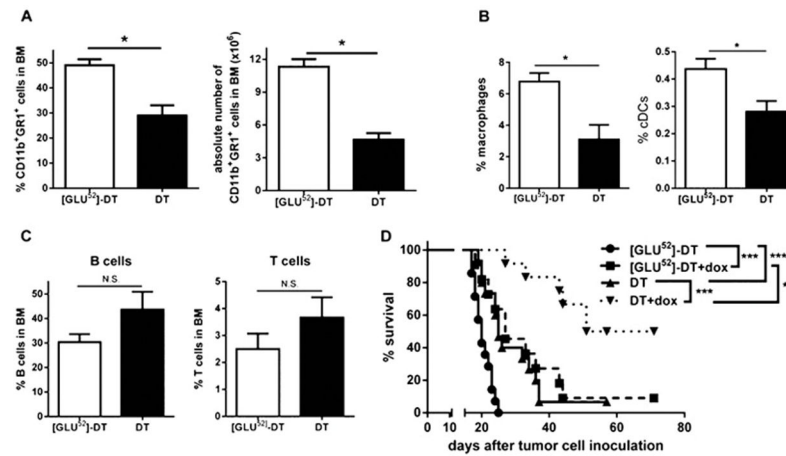 A
% CD11b+GR1+ cells in BM
60
50
40
30
20
10
0
*
[GLU52]-DT DT
absolute number of
CD11b+GR1+ cells in BM (x10⁶)
12
9
6
3
0
*
[GLU52]-DT DT
B
% macrophages
8
6
4
2
0
*
[GLU52]-DT DT
% cDCs
0.5
0.4
0.3
0.2
0.1
0.0
*
[GLU52]-DT DT
C
B cells
% B cells in BM
60
50
40
30
20
10
0
N.S.
[GLU52]-DT DT
T cells
% T cells in BM
5
4
3
2
1
0
N.S.
[GLU52]-DT DT
D
% survival
100
80
60
40
20
0
[GLU52]-DT
[GLU52]-DT+dox
DT
DT+dox
***
***
***
*
0 10 20 40 60 80
days after tumor cell inoculation